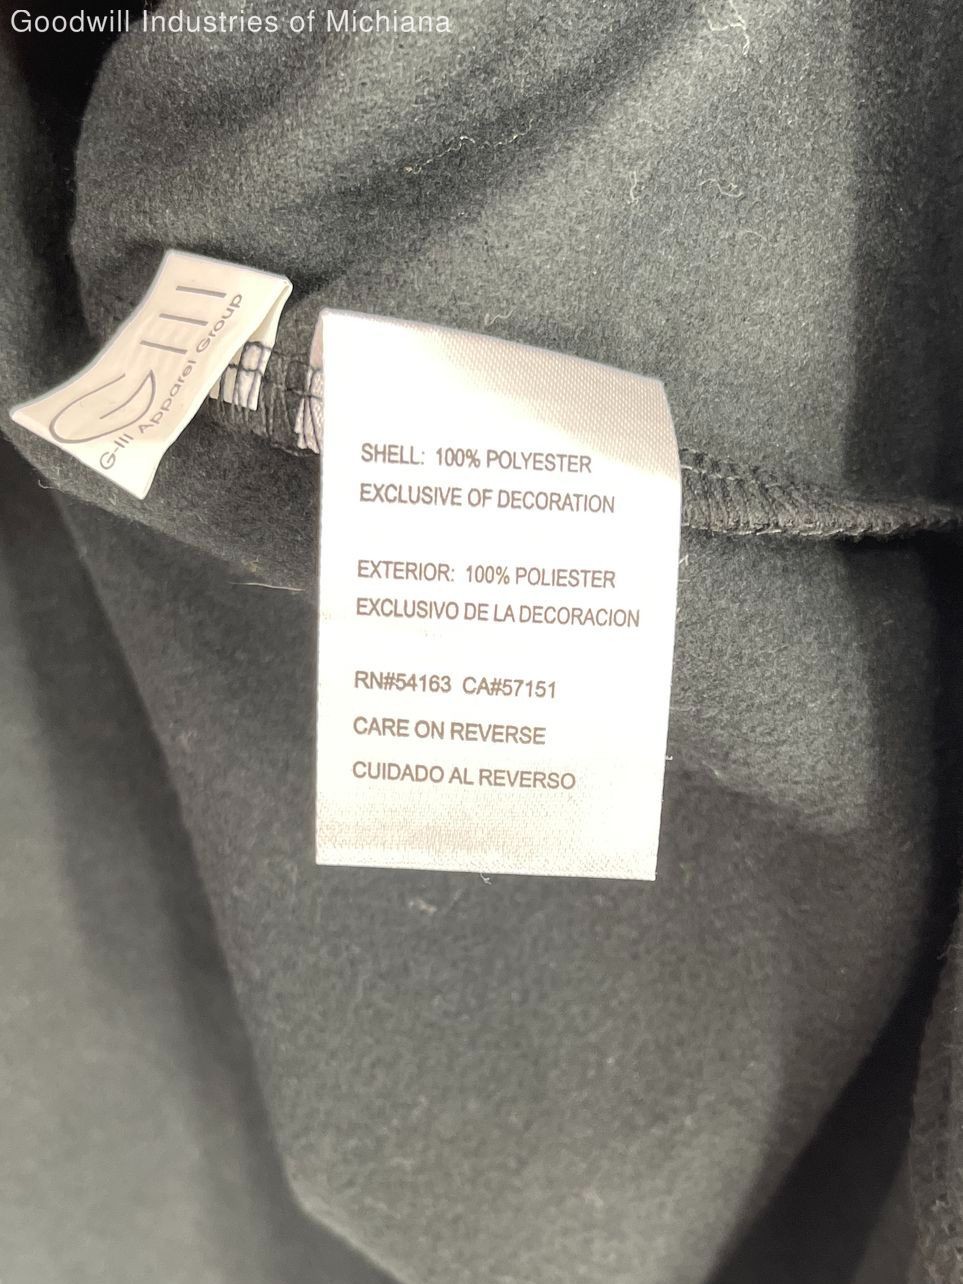 Goodwill Industries of Michiana
G-III Apparel Group
SHELL: 100% POLYESTER
EXCLUSIVE OF DECORATION
EXTERIOR: 100% POLIESTER
EXCLUSIVO DE LA DECORACION
RN#54163 CA#57151
CARE ON REVERSE
CUIDADO AL REVERSO